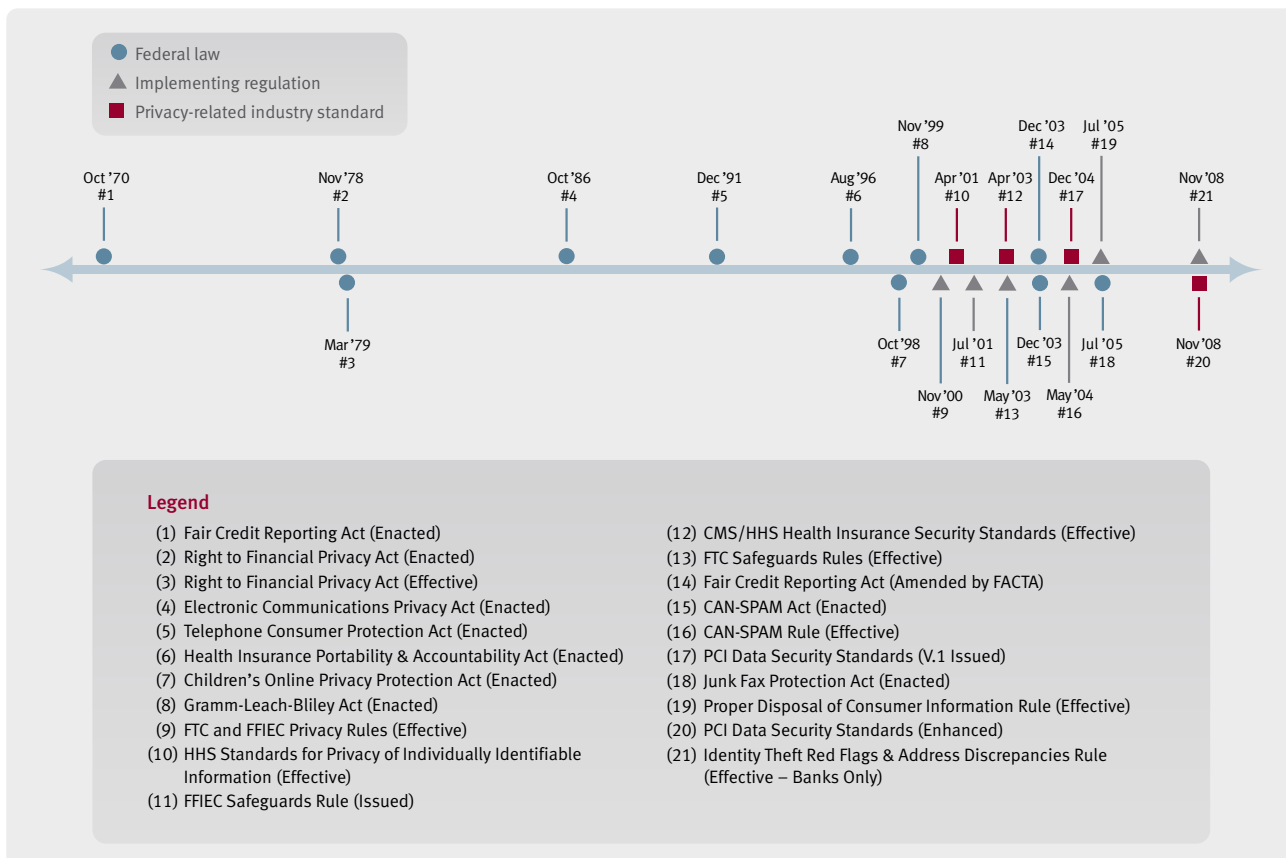 Federal law
Implementing regulation
Privacy-related industry standard
Oct ’70
#1
Nov ’78
#2
Oct ’86
#4
Dec ’91
#5
Aug ’96
#6
Nov ’99
#8
Apr ’01
#10
Apr ’03
#12
Dec ’03
#14
Dec ’04
#17
Jul ’05
#19
Nov ’08
#21
Mar ’79
#3
Oct ’98
#7
Nov ’00
#9
Jul ’01
#11
May ’03
#13
Dec ’03
#15
May ’04
#16
Jul ’05
#18
Nov ’08
#20
Legend
(1) Fair Credit Reporting Act (Enacted)
(2) Right to Financial Privacy Act (Enacted)
(3) Right to Financial Privacy Act (Effective)
(4) Electronic Communications Privacy Act (Enacted)
(5) Telephone Consumer Protection Act (Enacted)
(6) Health Insurance Portability & Accountability Act (Enacted)
(7) Children’s Online Privacy Protection Act (Enacted)
(8) Gramm-Leach-Bliley Act (Enacted)
(9) FTC and FFIEC Privacy Rules (Effective)
(10) HHS Standards for Privacy of Individually Identifiable
Information (Effective)
(11) FFIEC Safeguards Rule (Issued)
(12) CMS/HHS Health Insurance Security Standards (Effective)
(13) FTC Safeguards Rules (Effective)
(14) Fair Credit Reporting Act (Amended by FACTA)
(15) CAN-SPAM Act (Enacted)
(16) CAN-SPAM Rule (Effective)
(17) PCI Data Security Standards (V.1 Issued)
(18) Junk Fax Protection Act (Enacted)
(19) Proper Disposal of Consumer Information Rule (Effective)
(20) PCI Data Security Standards (Enhanced)
(21) Identity Theft Red Flags & Address Discrepancies Rule
(Effective – Banks Only)